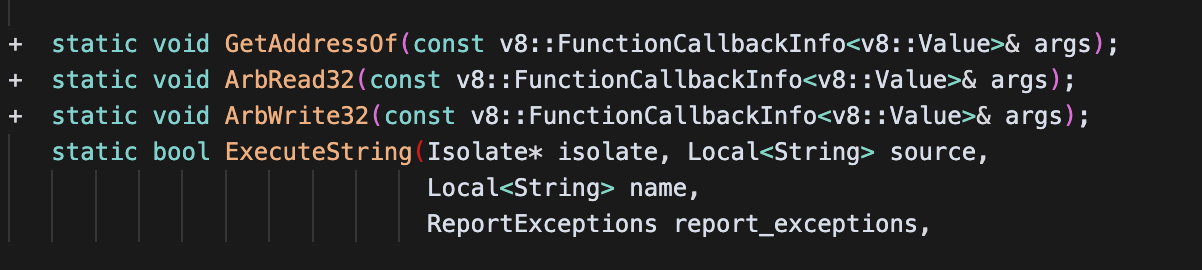 + static void GetAddressOf(const v8::FunctionCallbackInfo<v8::Value>& args);
+ static void ArbRead32(const v8::FunctionCallbackInfo<v8::Value>& args);
+ static void ArbWrite32(const v8::FunctionCallbackInfo<v8::Value>& args);
static bool ExecuteString(Isolate* isolate, Local<String> source,
Local<String> name,
ReportExceptions report_exceptions,